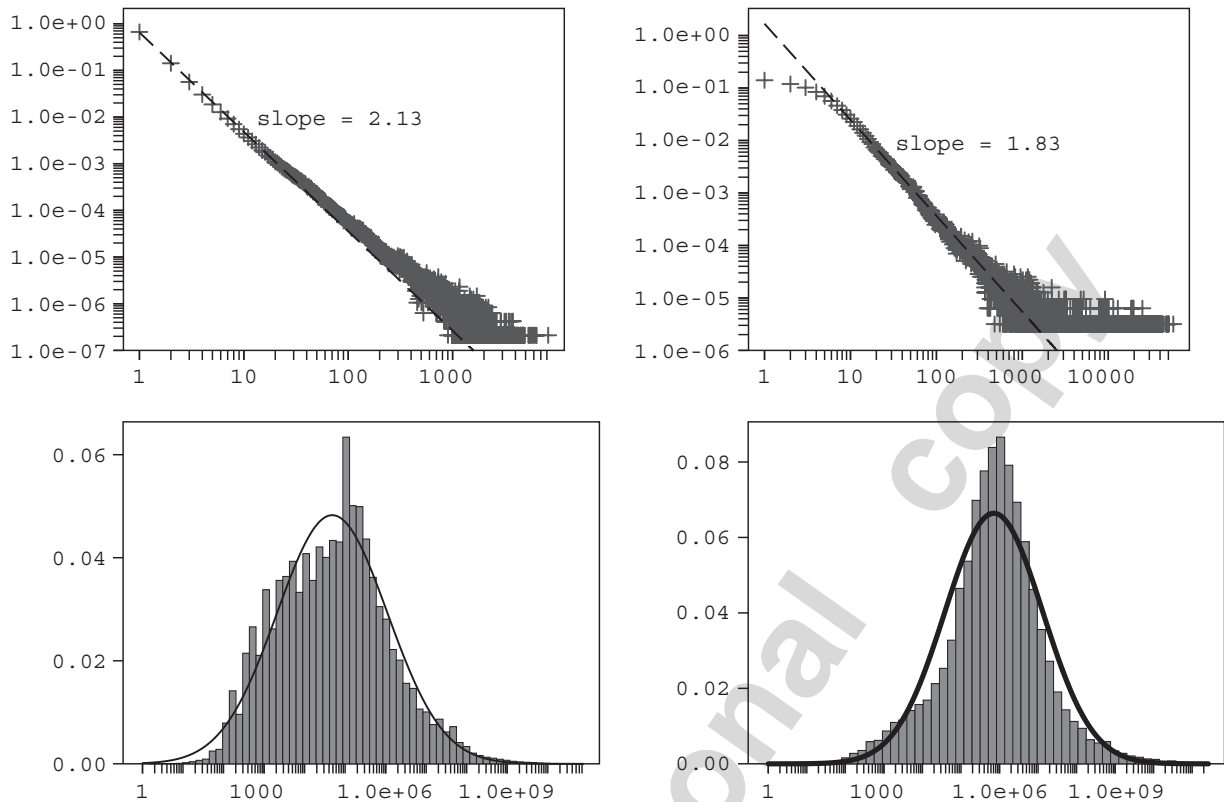 1.0e+00
1.0e-01
1.0e-02
1.0e-03
1.0e-04
1.0e-05
1.0e-06
1.0e-07
slope = 2.13
1 10 100 1000
1.0e+00
1.0e-01
1.0e-02
1.0e-03
1.0e-04
1.0e-05
1.0e-06
slope = 1.83
1 10 100 1000 10000
0.06
0.04
0.02
0.00
1 1000 1.0e+06 1.0e+09
0.08
0.06
0.04
0.02
0.00
1 1000 1.0e+06 1.0e+09
onal copy